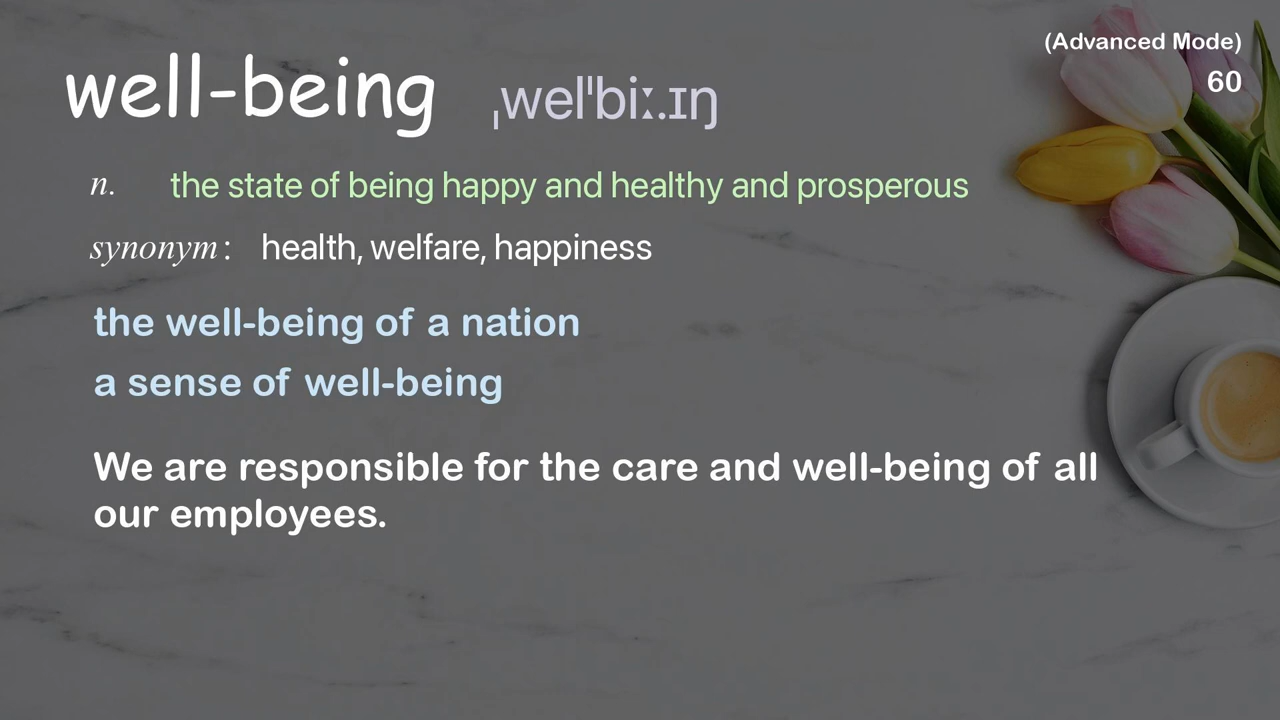 (Advanced Mode)
60
well-being ˌwel'biː.ɪŋ
n. the state of being happy and healthy and prosperous
synonym: health, welfare, happiness
the well-being of a nation
a sense of well-being
We are responsible for the care and well-being of all
our employees.